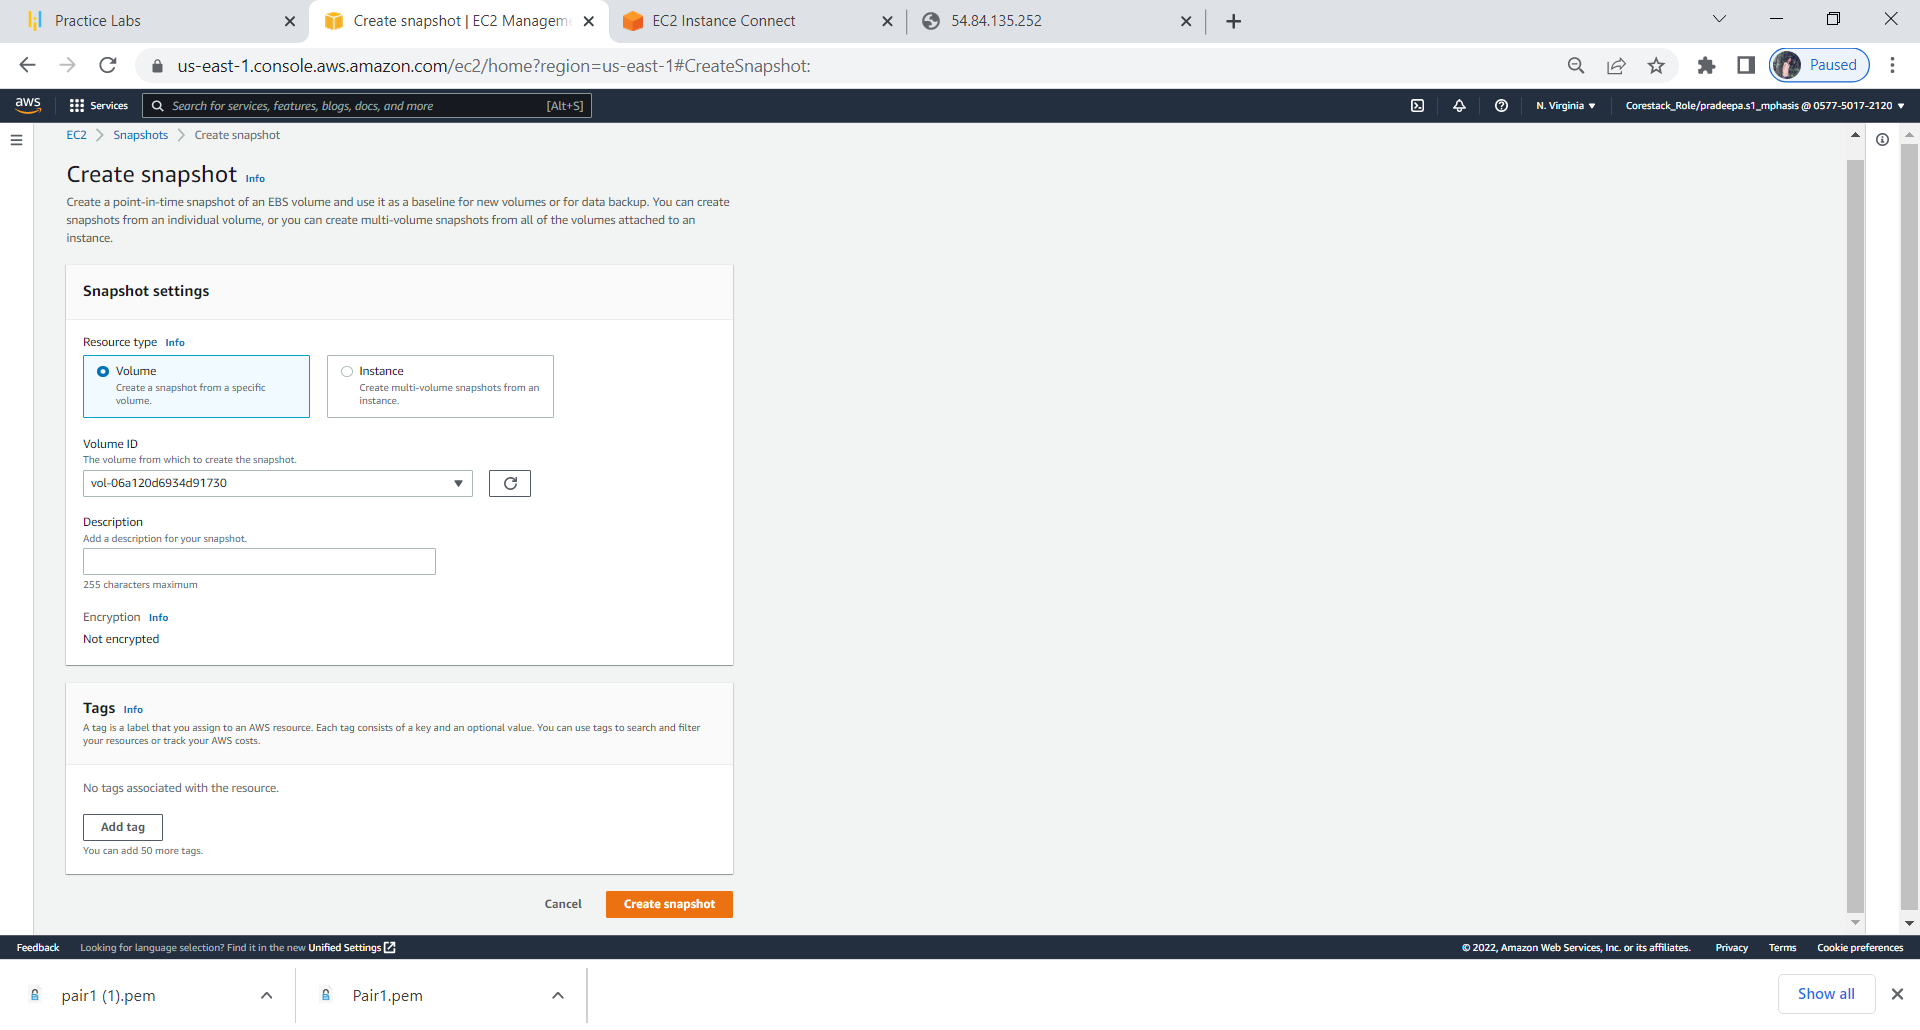 Practice Labs
Create snapshot | EC2 Managem
EC2 Instance Connect
54.84.135.252
us-east-1.console.aws.amazon.com/ec2/home?region=us-east-1#CreateSnapshot:
Paused
aws
Services
Search for services, features, blogs, docs, and more
[Alt+S]
N. Virginia
Corestack_Role/pradeepa.s1_mphasis @ 0577-5017-2120
EC2
Snapshots
Create snapshot
Create snapshot Info
Create a point-in-time snapshot of an EBS volume and use it as a baseline for new volumes or for data backup. You can create
snapshots from an individual volume, or you can create multi-volume snapshots from all of the volumes attached to an
instance.
Snapshot settings
Resource type Info
Volume
Create a snapshot from a specific
volume.
Instance
Create multi-volume snapshots from an
instance.
Volume ID
The volume from which to create the snapshot.
vol-06a120d6934d91730
Description
Add a description for your snapshot.
255 characters maximum
Encryption Info
Not encrypted
Tags Info
A tag is a label that you assign to an AWS resource. Each tag consists of a key and an optional value. You can use tags to search and filter
your resources or track your AWS costs.
No tags associated with the resource.
Add tag
You can add 50 more tags.
Cancel
Create snapshot
Feedback
Looking for language selection? Find it in the new Unified Settings
© 2022, Amazon Web Services, Inc. or its affiliates.
Privacy
Terms
Cookie preferences
pair1 (1).pem
Pair1.pem
Show all